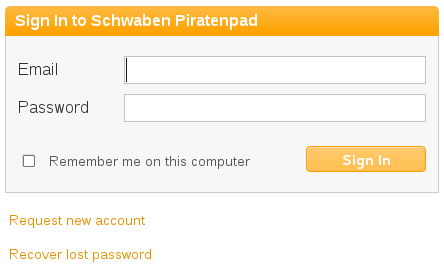 Sign In to Schwaben Piratenpad
Email
Password
Remember me on this computer
Sign In
Request new account
Recover lost password